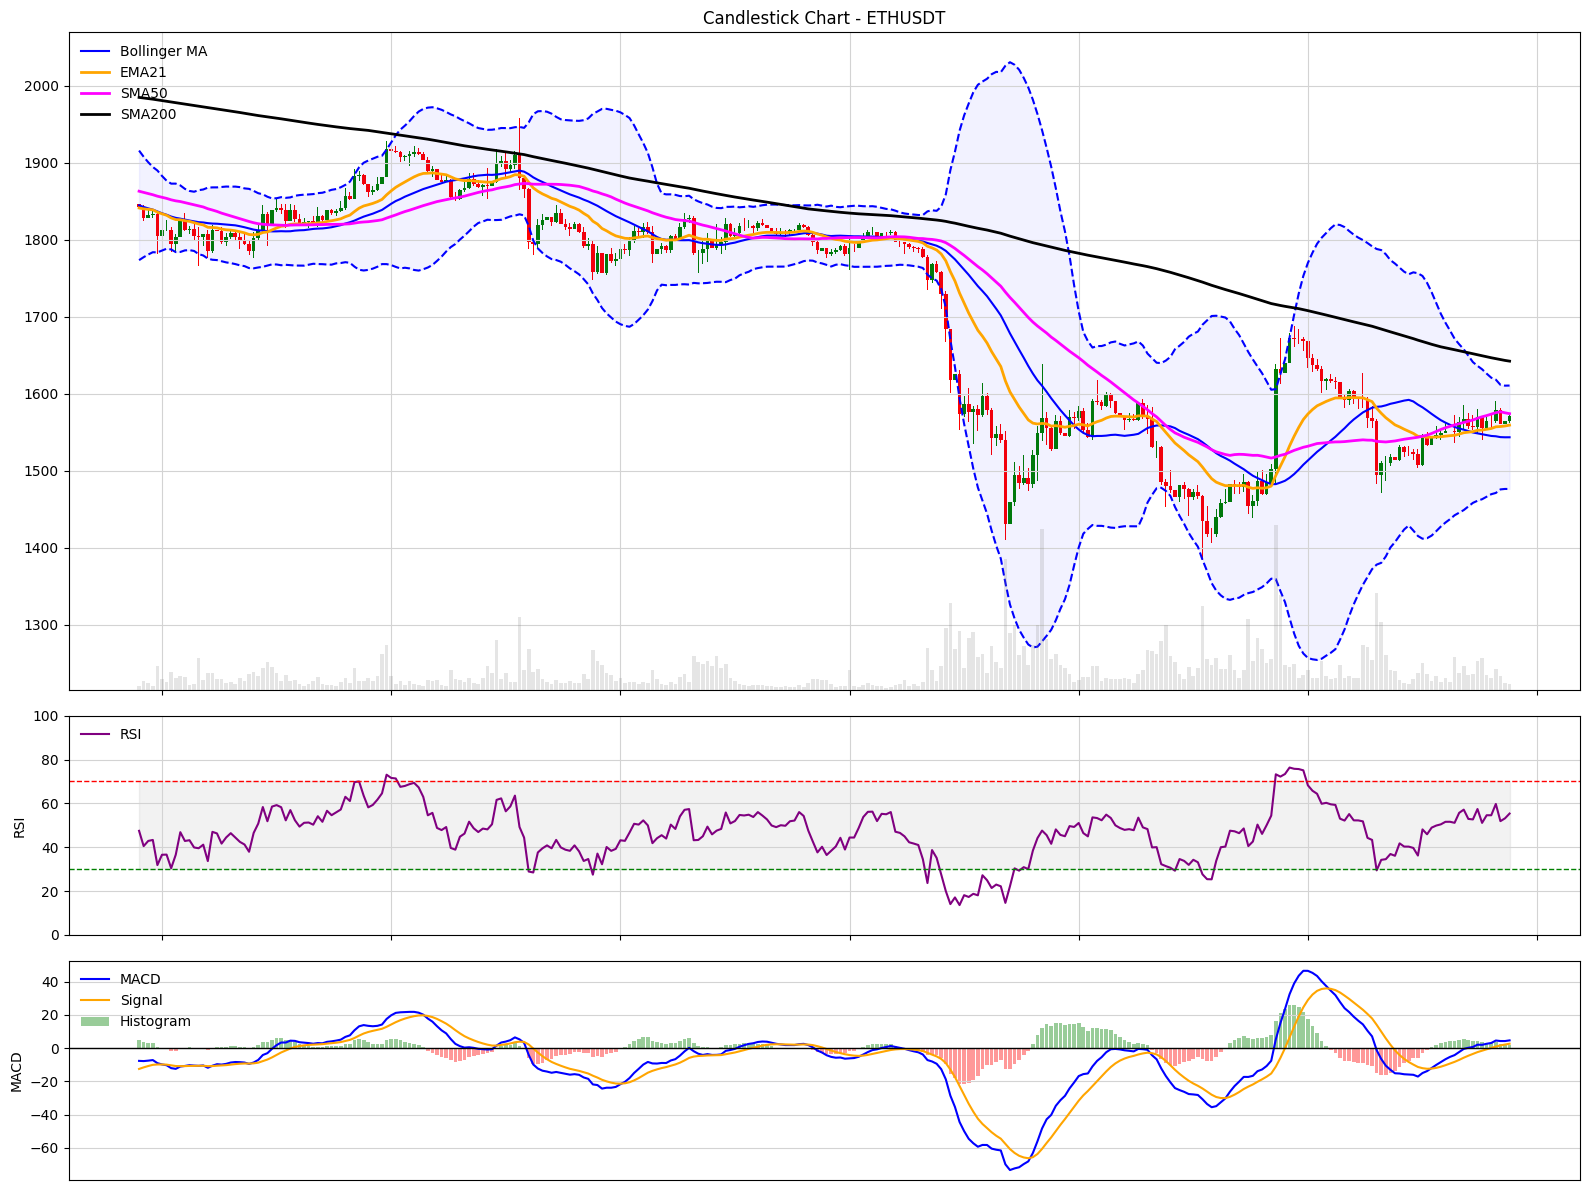 Candlestick Chart - ETHUSDT
Bollinger MA
EMA21
SMA50
SMA200
2000
1900
1800
1700
1600
1500
1400
1300
RSI
RSI
100
80
60
40
20
0
MACD
Signal
Histogram
MACD
40
20
0
−20
−40
−60